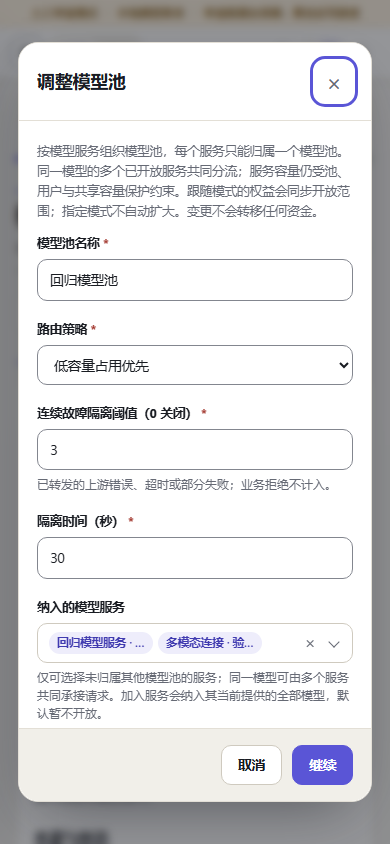 调整模型池
×
按模型服务组织模型池，每个服务只能归属一个模型池。
同一模型的多个已开放服务共同分流；服务容量仍受池、
用户与共享容量保护约束。跟随模式的权益会同步开放范
围；指定模式不自动扩大。变更不会转移任何资金。
模型池名称 *
回归模型池
路由策略 *
低容量占用优先
连续故障隔离阈值（0 关闭） *
3
已转发的上游错误、超时或部分失败；业务拒绝不计入。
隔离时间（秒） *
30
纳入的模型服务
回归模型服务 · ... 多模态连接 · 验... ×
仅可选择未归属其他模型池的服务；同一模型可由多个服务
共同承接请求。加入服务会纳入其当前提供的全部模型，默
认暂不开放。
取消 继续